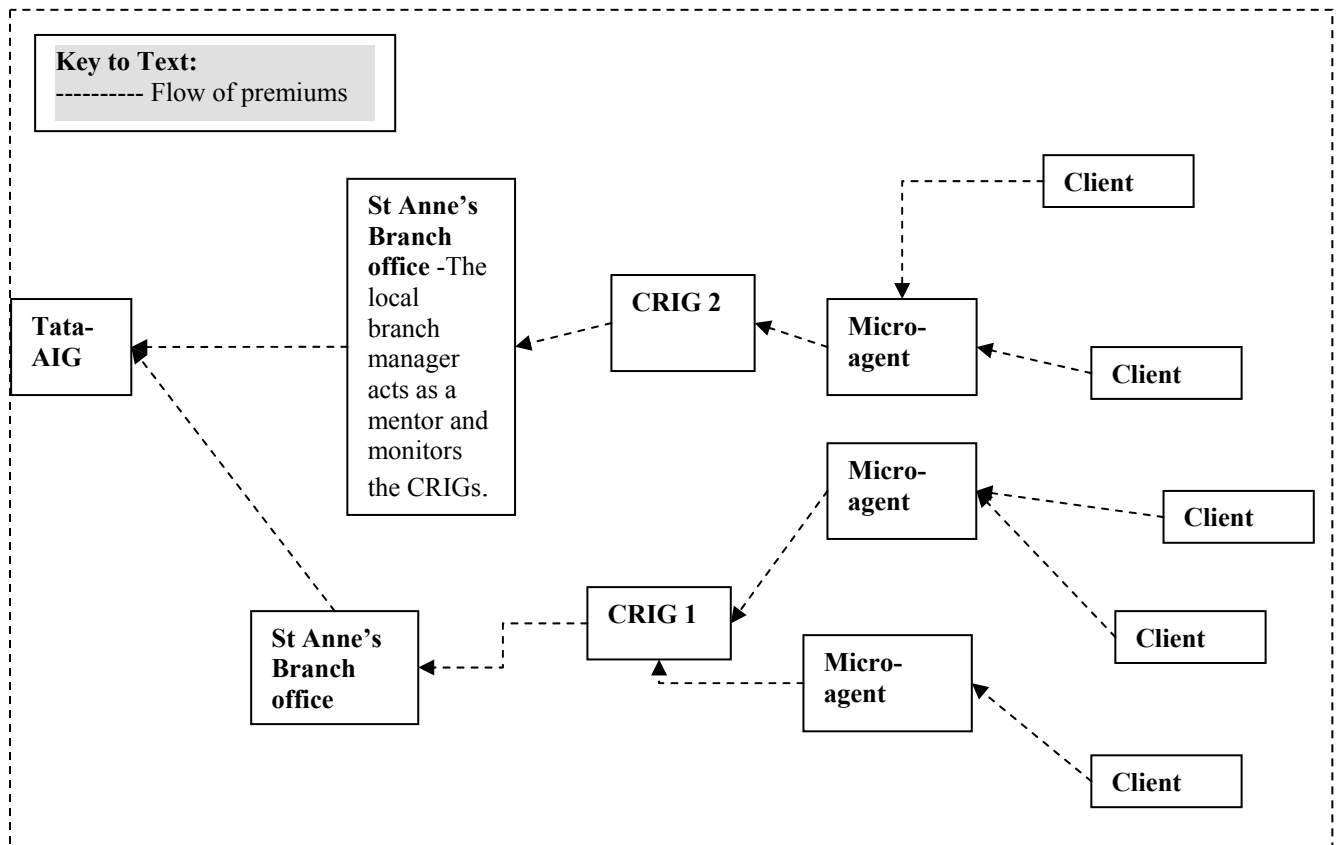 Key to Text:
---------- Flow of premiums
Client
St Anne’s
Branch
office -The
local
branch
manager
acts as a
mentor and
monitors
the CRIGs.
CRIG 2
Tata-
AIG
Micro-
agent
Client
Micro-
agent
Client
CRIG 1
Client
St Anne’s
Branch
office
Micro-
agent
Client